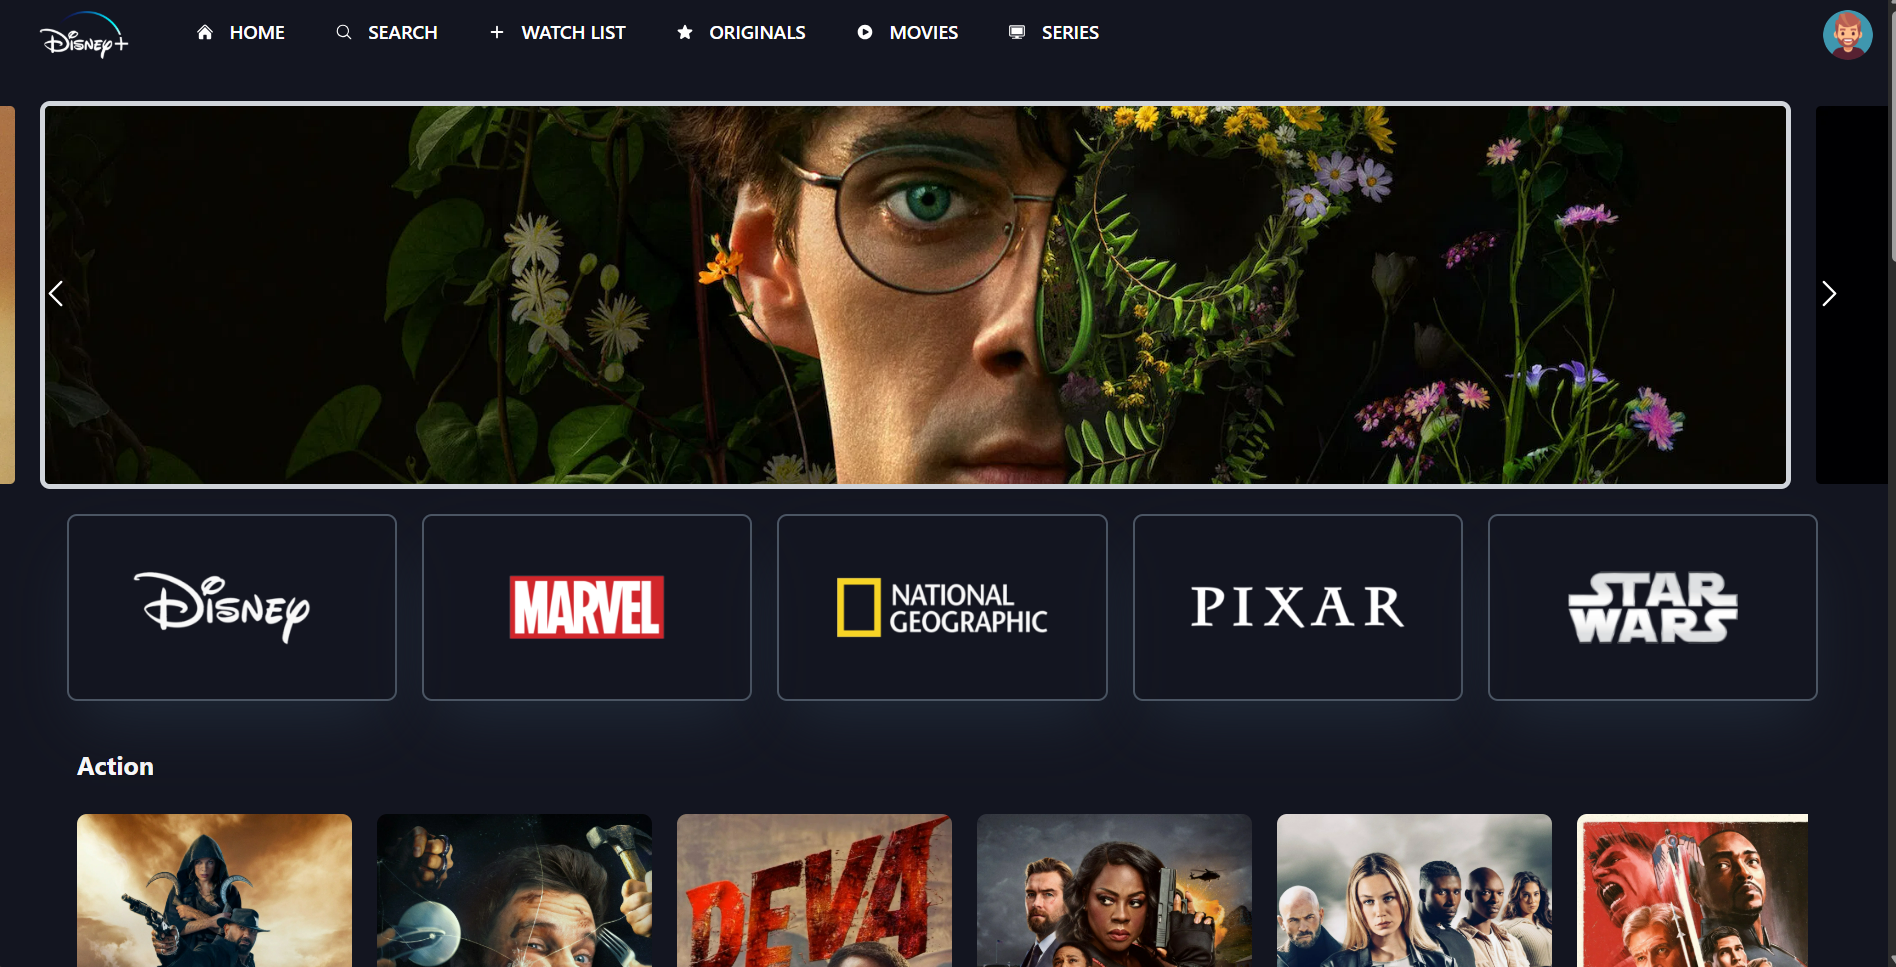 Disney+
HOME
SEARCH
WATCH LIST
ORIGINALS
MOVIES
SERIES
Disney
MARVEL
NATIONAL
GEOGRAPHIC
PIXAR
STAR
WARS
Action
DEVA